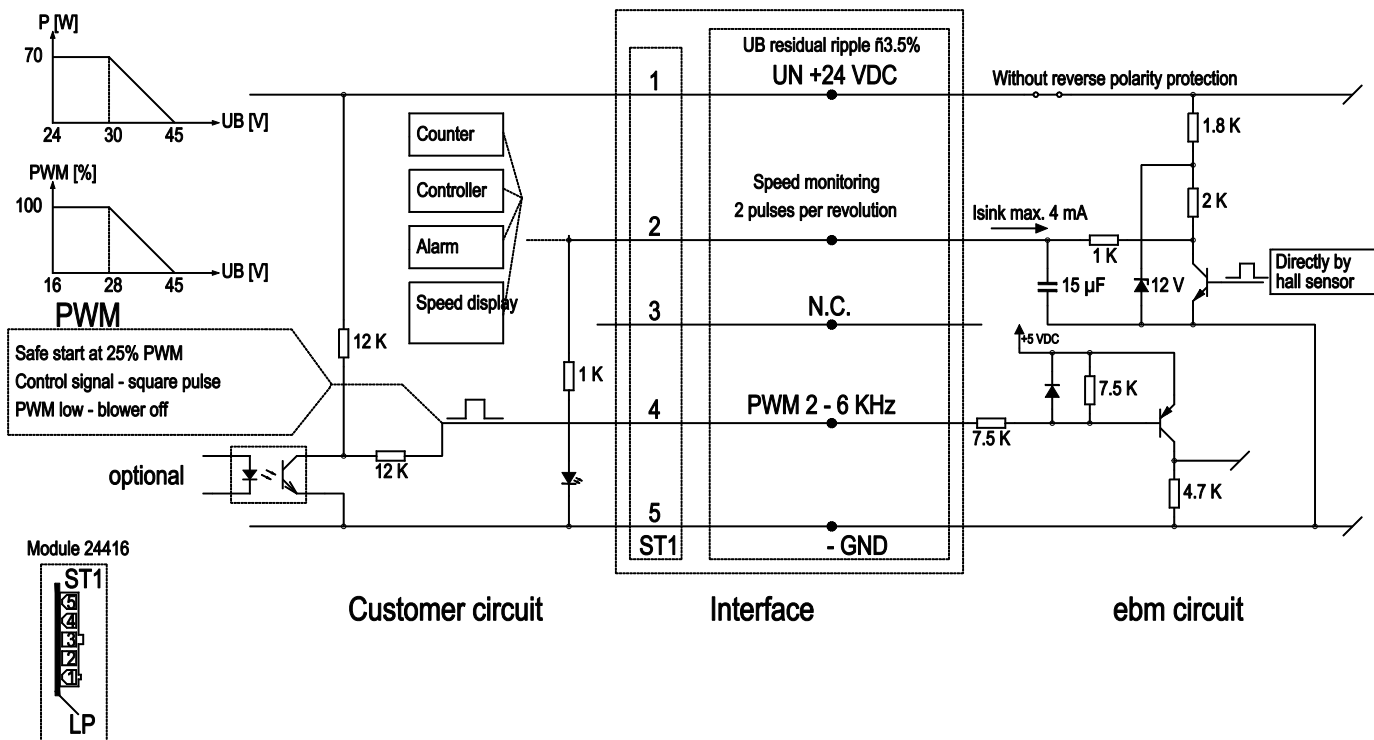 P [W]
70
24 30 45
UB [V]
PWM [%]
100
16 28 45
UB [V]
PWM
Safe start at 25% PWM
Control signal - square pulse
PWM low - blower off
optional
12 K
12 K
Counter
Controller
Alarm
Speed display
1 K
1
2
3
4
5
ST1
UB residual ripple ñ3.5%
UN +24 VDC
Speed monitoring
2 pulses per revolution
N.C.
PWM 2 - 6 KHz
- GND
Without reverse polarity protection
1.8 K
2 K
Isink max. 4 mA
1 K
15 µF
12 V
Directly by
hall sensor
+5 VDC
7.5 K
7.5 K
4.7 K
Module 24416
ST1
5
4
3
2
1
LP
Customer circuit
Interface
ebm circuit